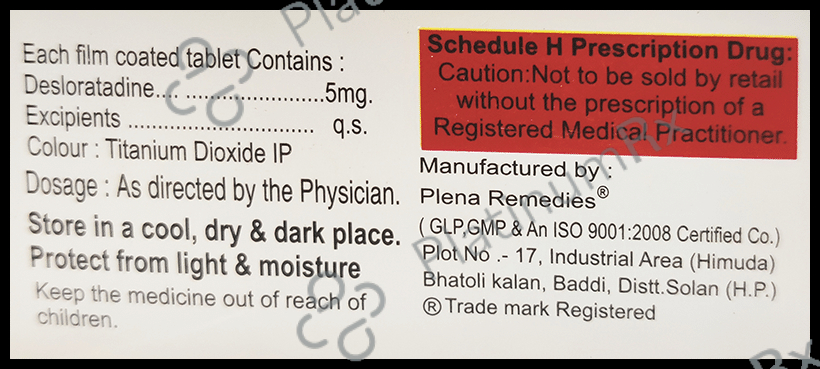 Each film coated tablet Contains :
Desloratadine.... ........................5mg.
Excipients ................................ q.s.
Colour : Titanium Dioxide IP
Dosage : As directed by the Physician.
Store in a cool, dry & dark place.
Protect from light & moisture
Keep the medicine out of reach of
children.
Schedule H Prescription Drug:
Caution:Not to be sold by retail
without the prescription of a
Registered Medical Practitioner.
Manufactured by :
Plena Remedies®
( GLP,GMP & An ISO 9001:2008 Certified Co.)
Plot No .- 17, Industrial Area (Himuda)
Bhatoli kalan, Baddi, Distt.Solan (H.P.)
® Trade mark Registered
PlatinumRx